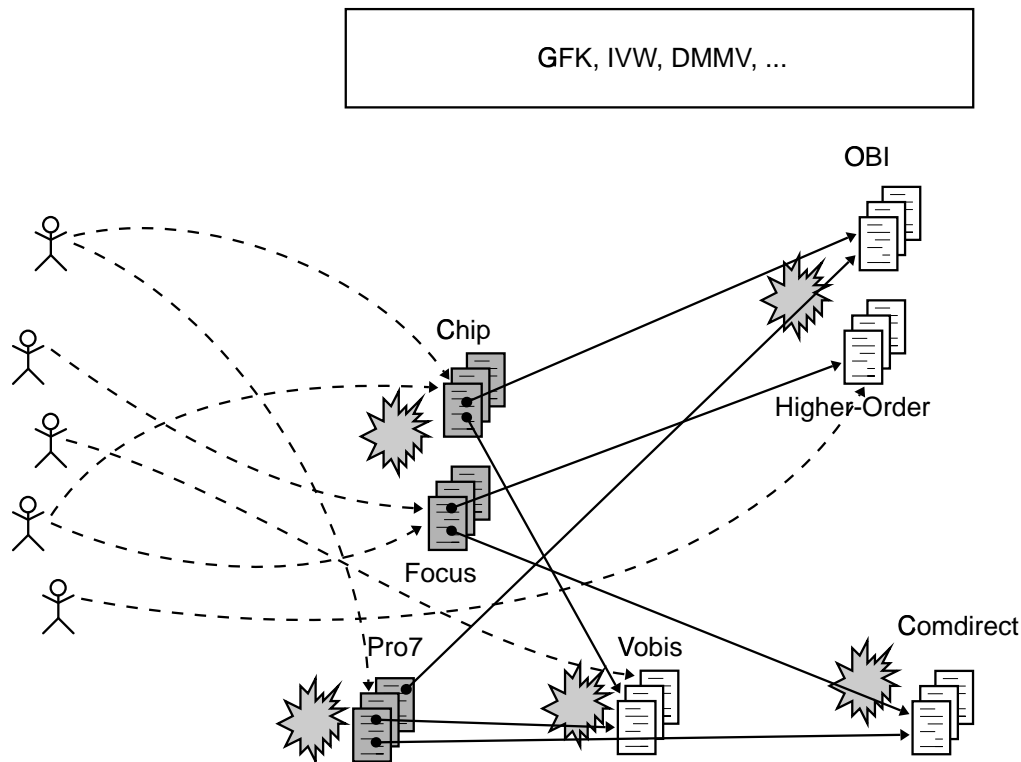 GFK, IVW, DMMV, ...
OBI
Chip
Higher-Order
Focus
Pro7
Vobis
Comdirect